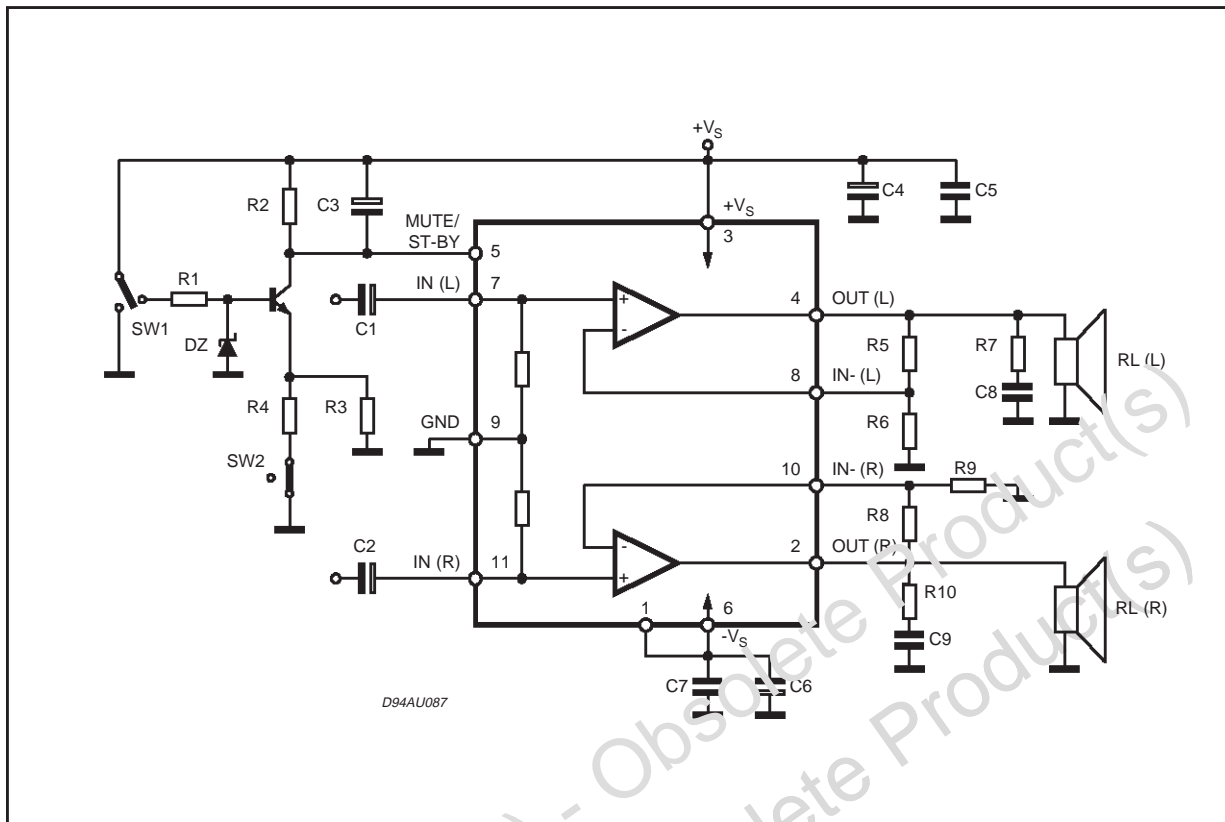 +VS
R2
C3
C4
C5
MUTE/
ST-BY
5
+VS
3
R1
SW1
DZ
C1
IN (L)
7
4
OUT (L)
+
-
R5
R7
RL (L)
8
IN- (L)
C8
R4
R3
GND
9
R6
SW2
10
IN- (R)
R9
R8
C2
IN (R)
11
-
+
2
OUT (R)
R10
RL (R)
1
6
-VS
C9
C7
C6
D94AU087
) - Obsolete Product(s)
lete Product(s)